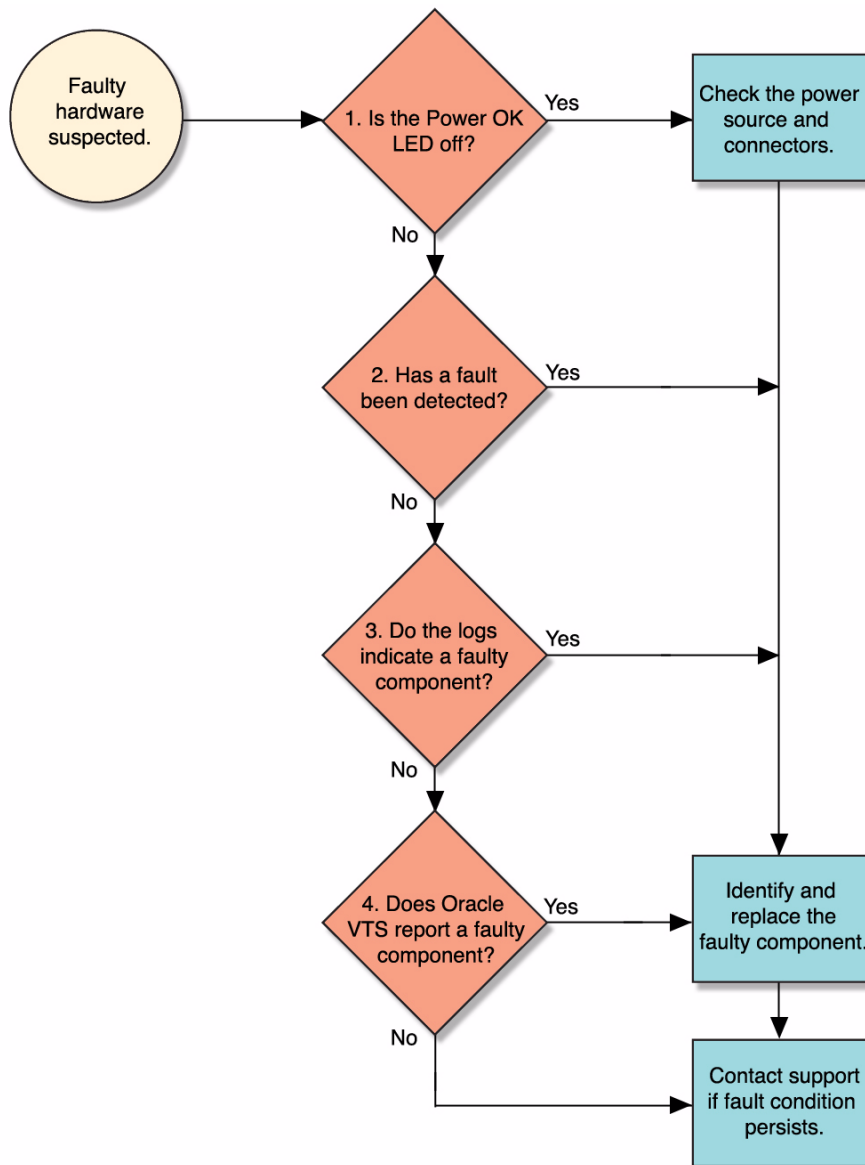 Faulty
hardware
suspected.
1. Is the Power OK
LED off?
Yes
Check the power
source and
connectors.
No
2. Has a fault
been detected?
Yes
No
3. Do the logs
indicate a faulty
component?
Yes
No
4. Does Oracle
VTS report a faulty
component?
Yes
Identify and
replace the
faulty component.
No
Contact support
if fault condition
persists.